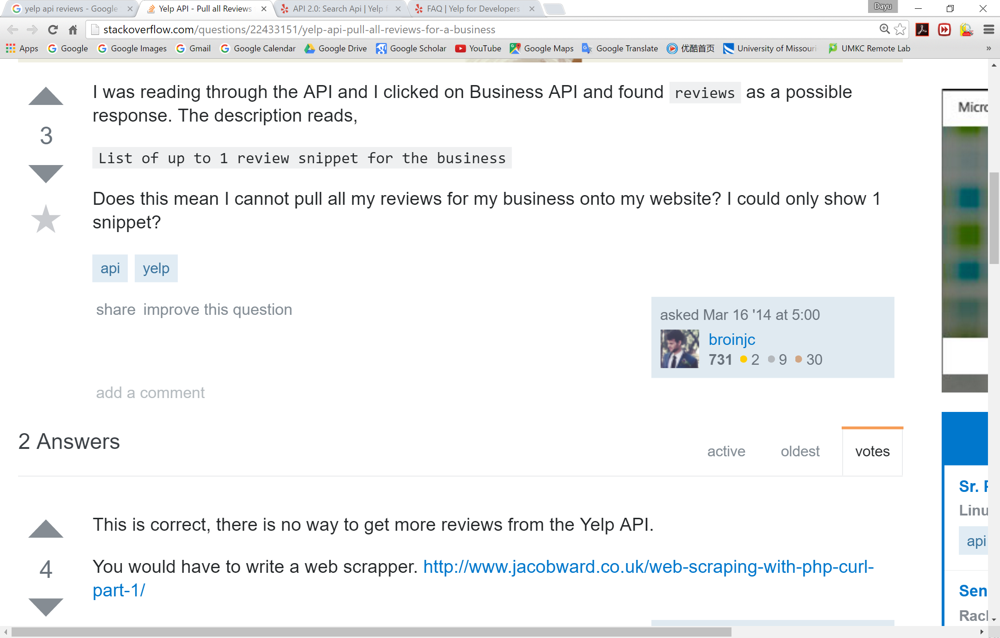 yelp api reviews - Google
Yelp API - Pull all Reviews
API 2.0: Search Api | Yelp f
FAQ | Yelp for Developers
Dayu
stackoverflow.com/questions/22433151/yelp-api-pull-all-reviews-for-a-business
Apps Google Google Images Gmail Google Calendar Google Drive Google Scholar YouTube Google Maps Google Translate 优酷首页 University of Missouri UMKC Remote Lab »
I was reading through the API and I clicked on Business API and found reviews as a possible
response. The description reads,
3
List of up to 1 review snippet for the business
Does this mean I cannot pull all my reviews for my business onto my website? I could only show 1
snippet?
api yelp
share improve this question
asked Mar 16 '14 at 5:00
broinjc
731 2 9 30
add a comment
2 Answers
active oldest votes
This is correct, there is no way to get more reviews from the Yelp API.
4
You would have to write a web scrapper. http://www.jacobward.co.uk/web-scraping-with-php-curl-
part-1/
Micro
Sr.
Linu
api
Sen